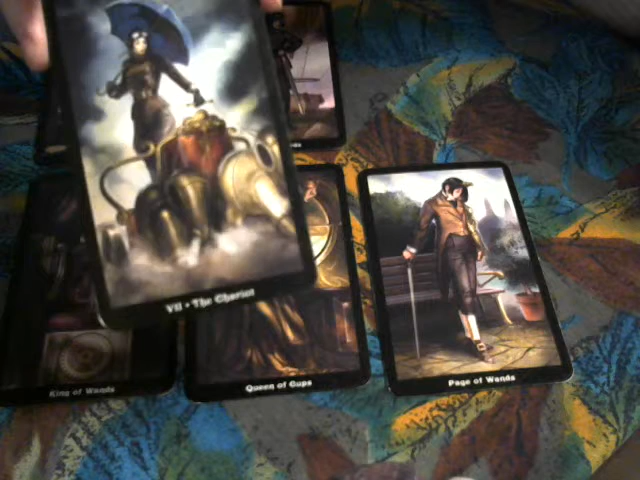 VII • The Chariot
King of Wands
Queen of Cups
Page of Wands